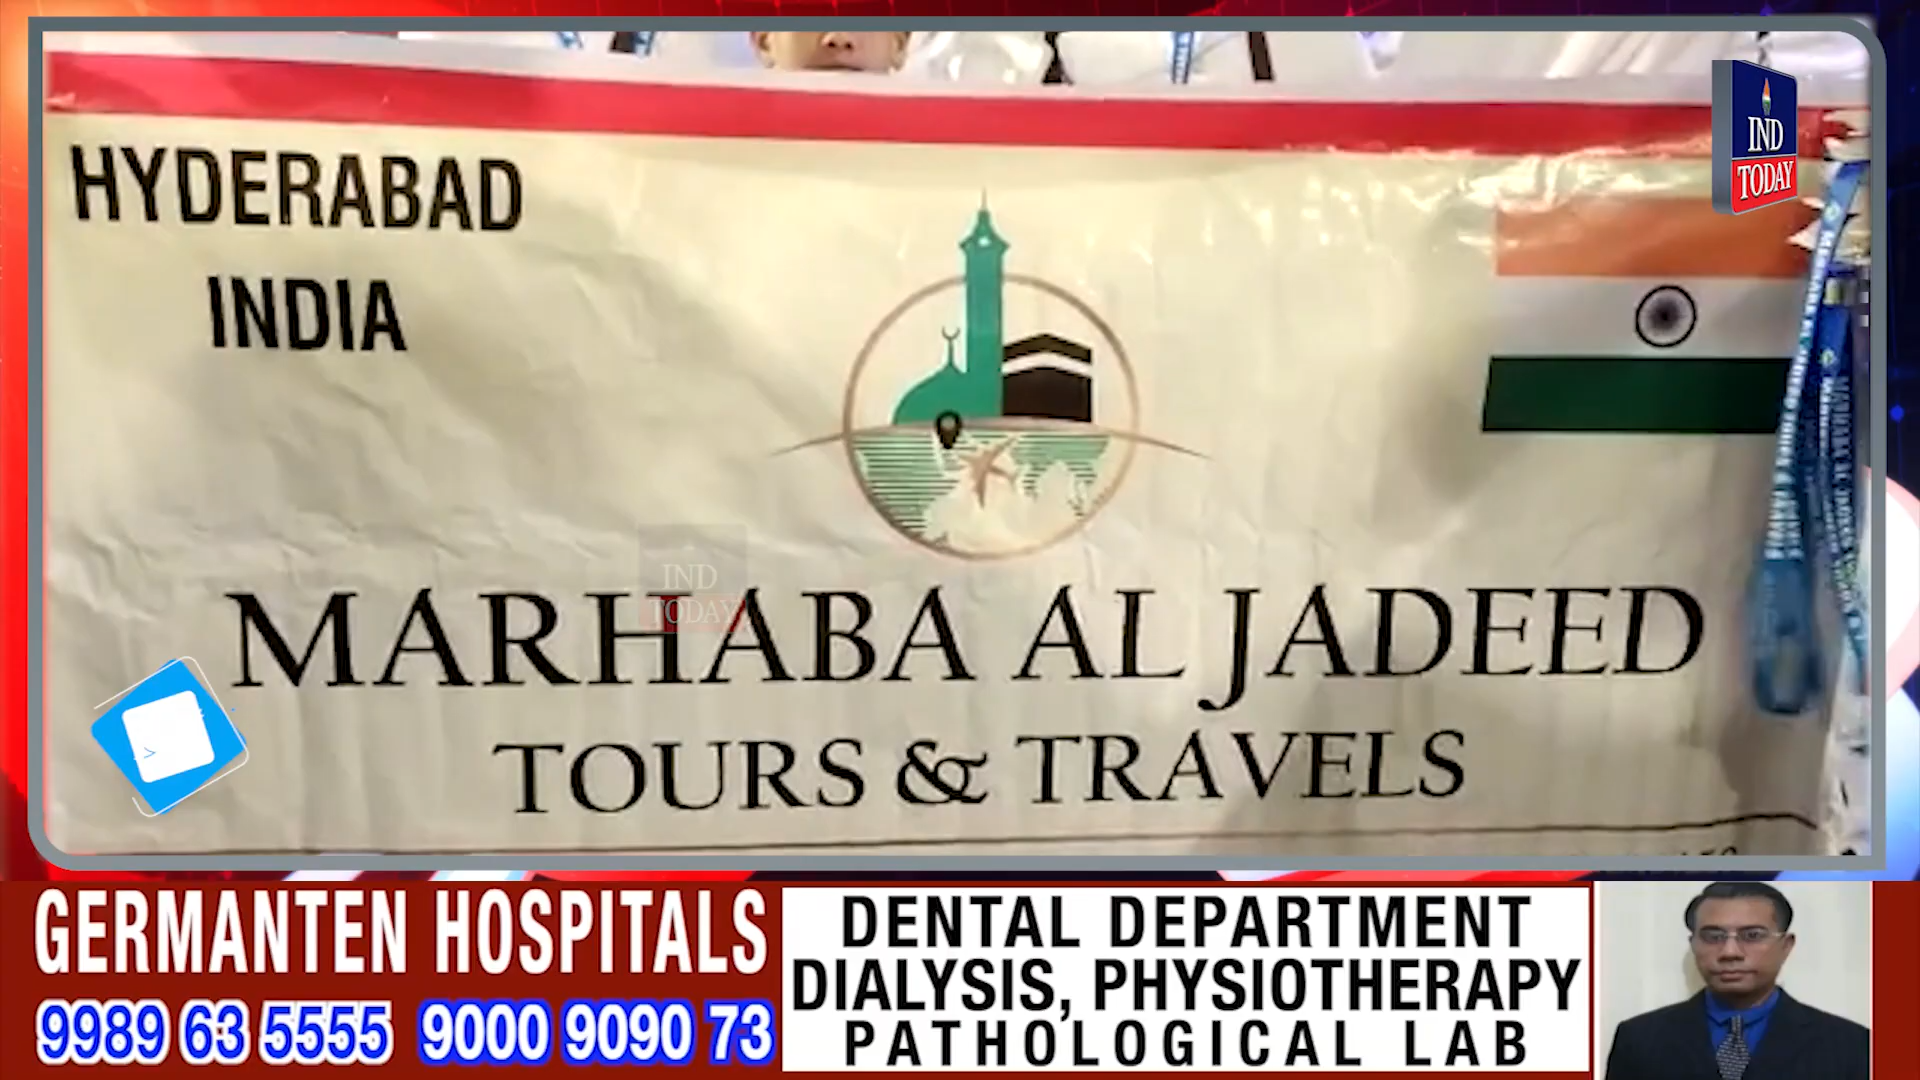 HYDERABAD
INDIA
IND
TODAY
MARHABA AL JADEED
IND
TODAY
TOURS & TRAVELS
GERMANTEN HOSPITALS
9989 63 5555 9000 9090 73
DENTAL DEPARTMENT
DIALYSIS, PHYSIOTHERAPY
PATHOLOGICAL LAB